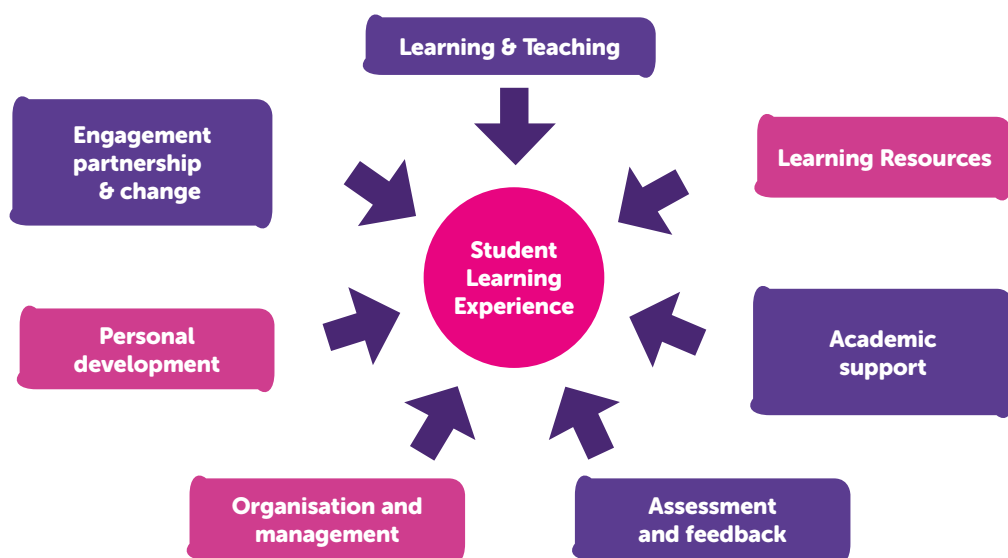 Learning & Teaching
Engagement
partnership
& change
Learning Resources
Student
Learning
Experience
Personal
development
Academic
support
Organisation and
management
Assessment
and feedback